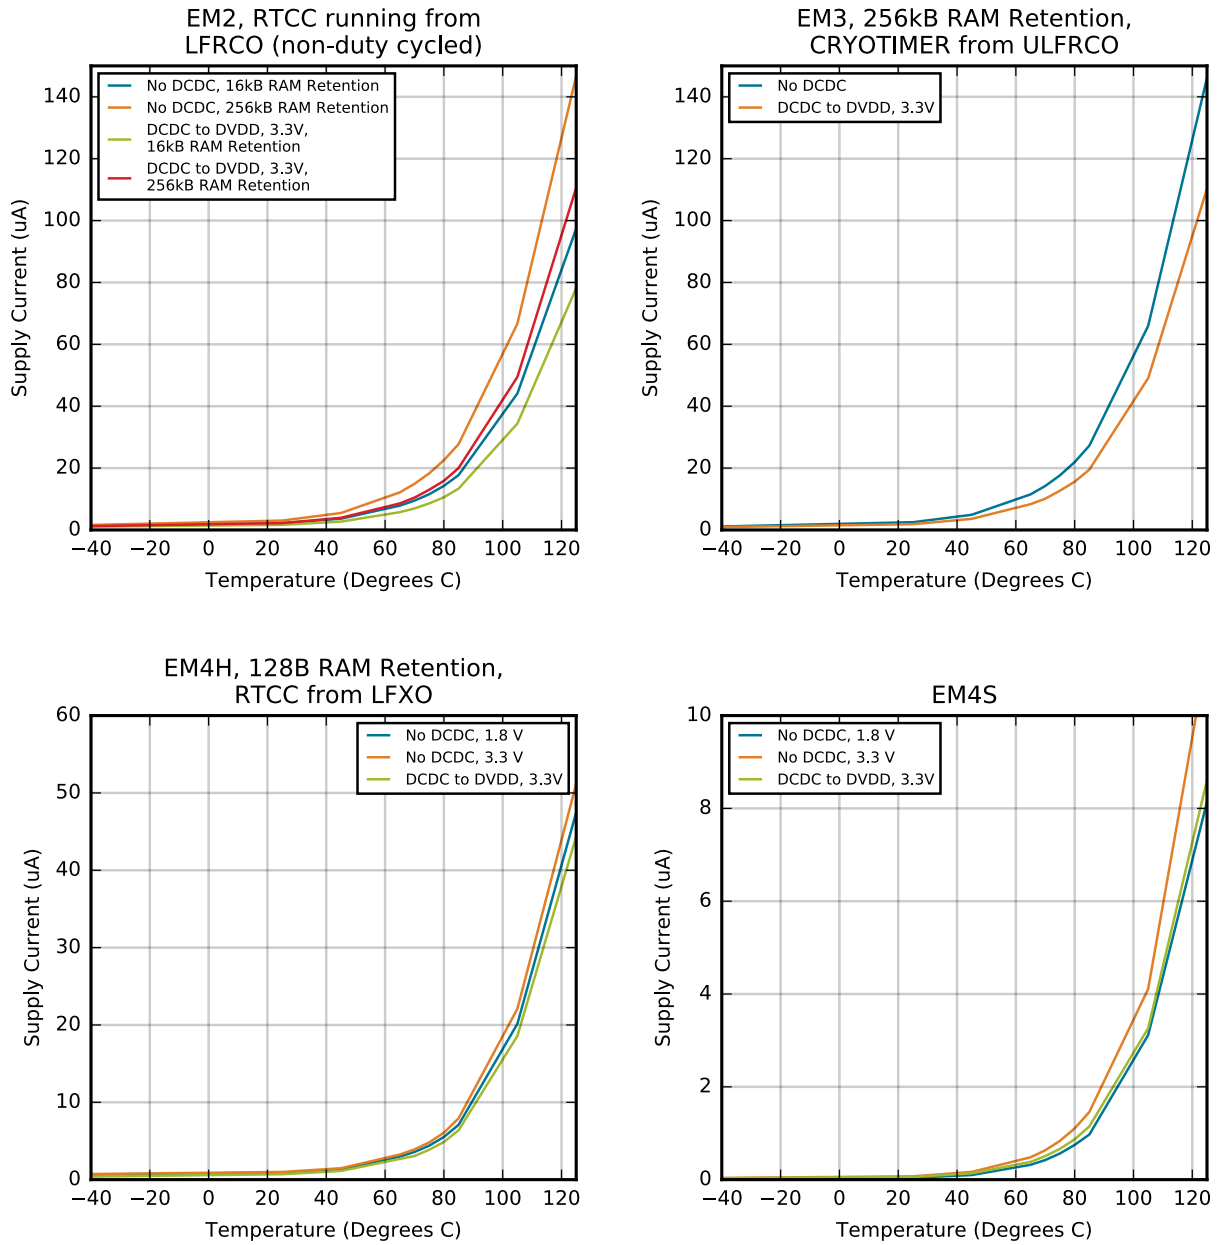 EM2, RTCC running from
LFRCO (non-duty cycled)
No DCDC, 16kB RAM Retention
No DCDC, 256kB RAM Retention
DCDC to DVDD, 3.3V,
16kB RAM Retention
DCDC to DVDD, 3.3V,
256kB RAM Retention
Supply Current (uA)
140
120
100
80
60
40
20
0
−40 −20 0 20 40 60 80 100 120
Temperature (Degrees C)
EM3, 256kB RAM Retention,
CRYOTIMER from ULFRCO
No DCDC
DCDC to DVDD, 3.3V
Supply Current (uA)
140
120
100
80
60
40
20
0
−40 −20 0 20 40 60 80 100 120
Temperature (Degrees C)
EM4H, 128B RAM Retention,
RTCC from LFXO
No DCDC, 1.8 V
No DCDC, 3.3 V
DCDC to DVDD, 3.3V
Supply Current (uA)
60
50
40
30
20
10
0
−40 −20 0 20 40 60 80 100 120
Temperature (Degrees C)
EM4S
No DCDC, 1.8 V
No DCDC, 3.3 V
DCDC to DVDD, 3.3V
Supply Current (uA)
10
8
6
4
2
0
−40 −20 0 20 40 60 80 100 120
Temperature (Degrees C)